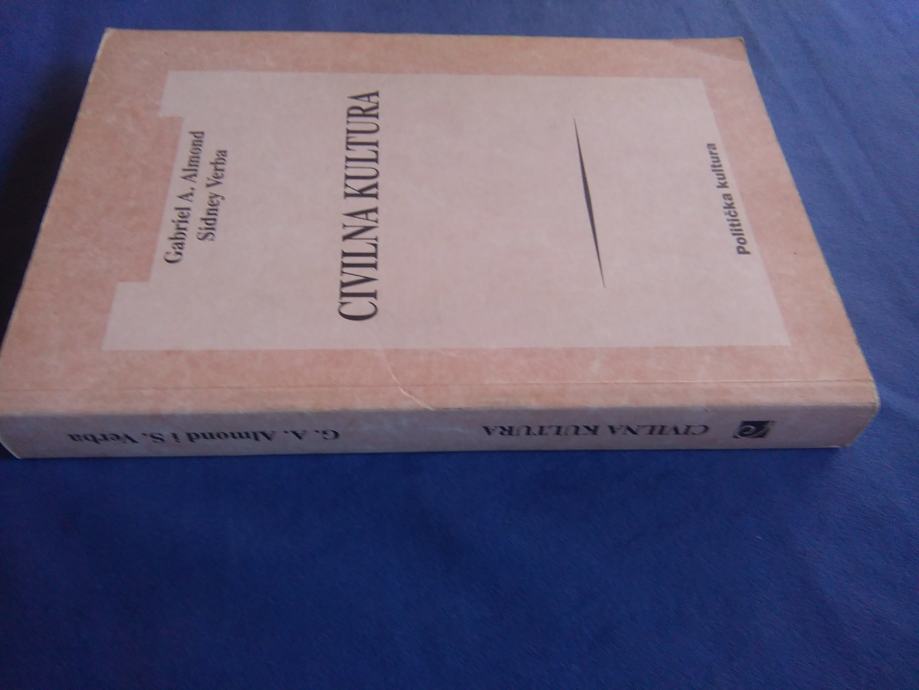 Gabriel A. Almond
Sidney Verba
CIVILNA KULTURA
Politička kultura
G. A. Almond i S. Verba
CIVILNA KULTURA